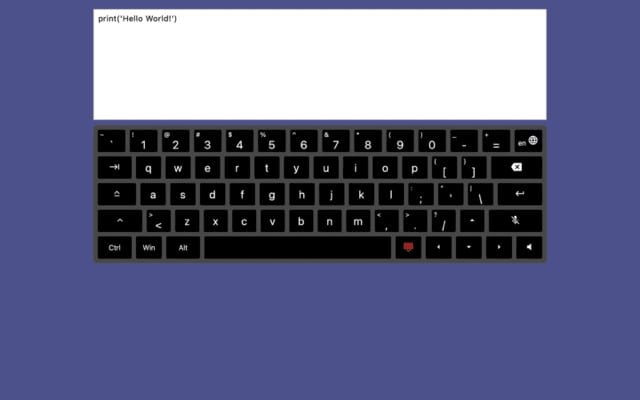 print('Hello World!')
~ ` ! 1 @ 2 # 3 $ 4 % 5 ^ 6 & 7 * 8 ( 9 ) 0 _ - + = en
q w e r t y u i o p { [ } ]
a s d f g h j k l : ; " ' | \
> < z x c v b n m < , > . ? /
Ctrl Win Alt